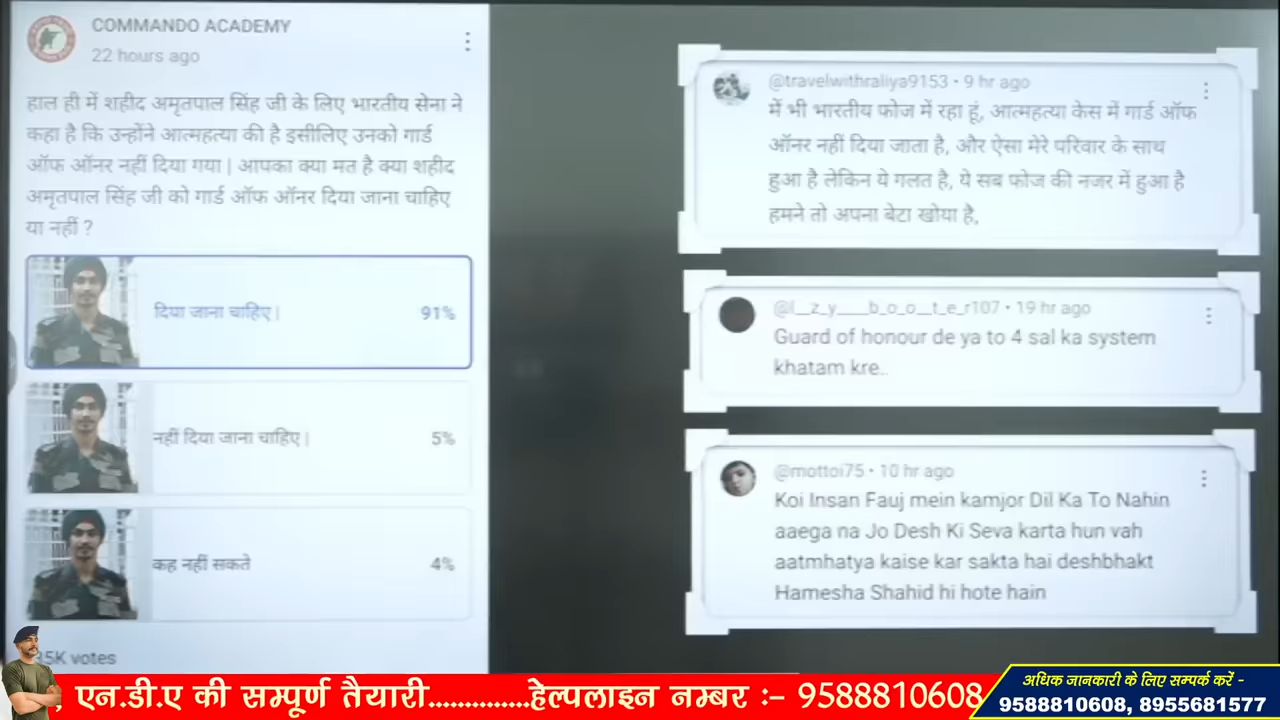 COMMANDO ACADEMY
22 hours ago
हाल ही में शहीद अमृतपाल सिंह जी के लिए भारतीय सेना ने
कहा है कि उन्होंने आत्महत्या की है इसीलिए उनको गार्ड
ऑफ ऑनर नहीं दिया गया | आपका क्या मत है क्या शहीद
अमृतपाल सिंह जी को गार्ड ऑफ ऑनर दिया जाना चाहिए
या नहीं ?
दिया जाना चाहिए | 91%
नहीं दिया जाना चाहिए | 5%
कह नहीं सकते 4%
5K votes
@travelwithraliya9153 • 9 hr ago
में भी भारतीय फोज में रहा हूं, आत्महत्या केस में गार्ड ऑफ
ऑनर नहीं दिया जाता है, और ऐसा मेरे परिवार के साथ
हुआ है लेकिन ये गलत है, ये सब फोज की नजर में हुआ है
हमने तो अपना बेटा खोया है,
@l__z_y____b_o_o__t_e_r107 • 19 hr ago
Guard of honour de ya to 4 sal ka system
khatam kre..
@mottoi75 • 10 hr ago
Koi Insan Fauj mein kamjor Dil Ka To Nahin
aaega na Jo Desh Ki Seva karta hun vah
aatmhatya kaise kar sakta hai deshbhakt
Hamesha Shahid hi hote hain
, एन.डी.ए की सम्पूर्ण तैयारी..............हेल्पलाइन नम्बर :- 9588810608
अधिक जानकारी के लिए सम्पर्क करें -
9588810608, 8955681577